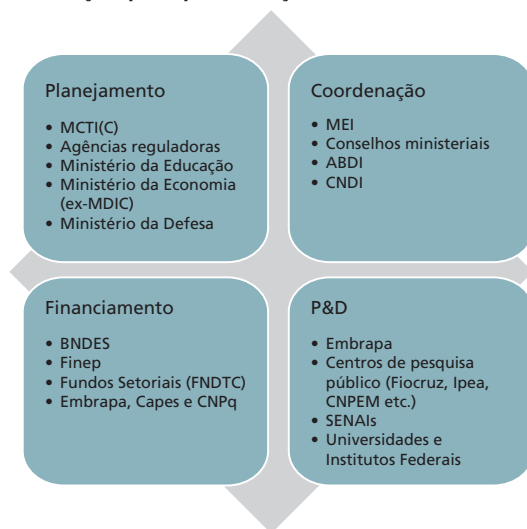 Planejamento
• MCTI(C)
• Agências reguladoras
• Ministério da Educação
• Ministério da Economia
(ex-MDIC)
• Ministério da Defesa
Coordenação
• MEI
• Conselhos ministeriais
• ABDI
• CNDI
Financiamento
• BNDES
• Finep
• Fundos Setoriais (FNDTC)
• Embrapa, Capes e CNPq
P&D
• Embrapa
• Centros de pesquisa
público (Fiocruz, Ipea,
CNPEM etc.)
• SENAIs
• Universidades e
Institutos Federais